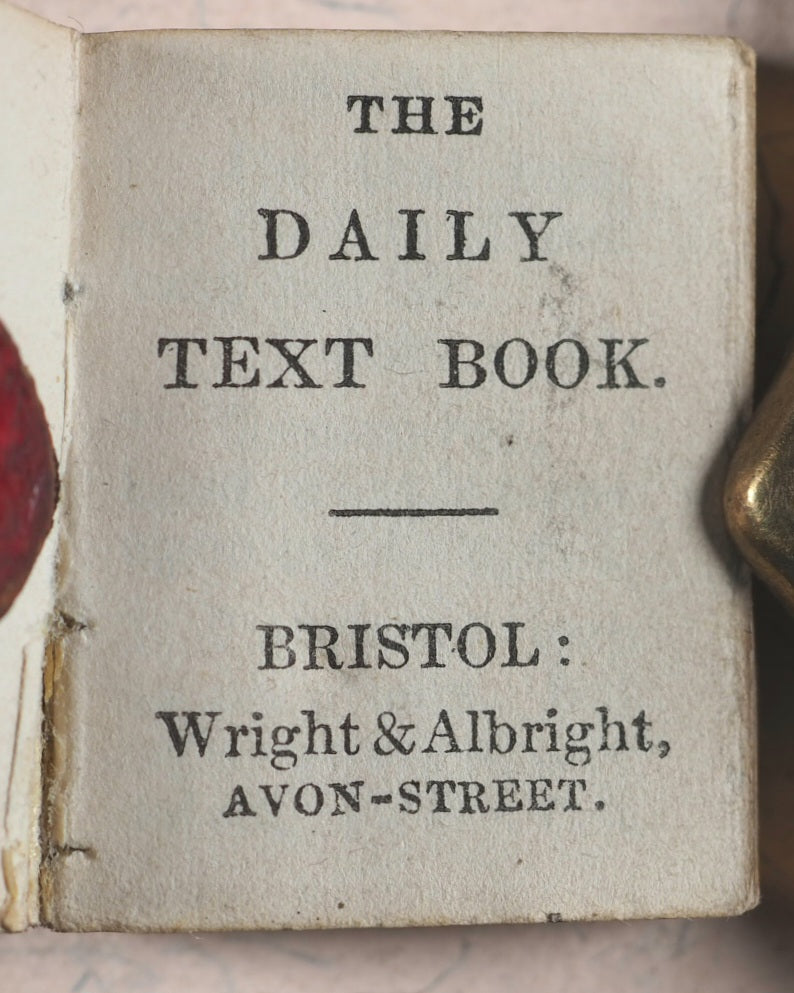 THE
DAILY
TEXT BOOK.
BRISTOL:
Wright & Albright,
AVON-STREET.